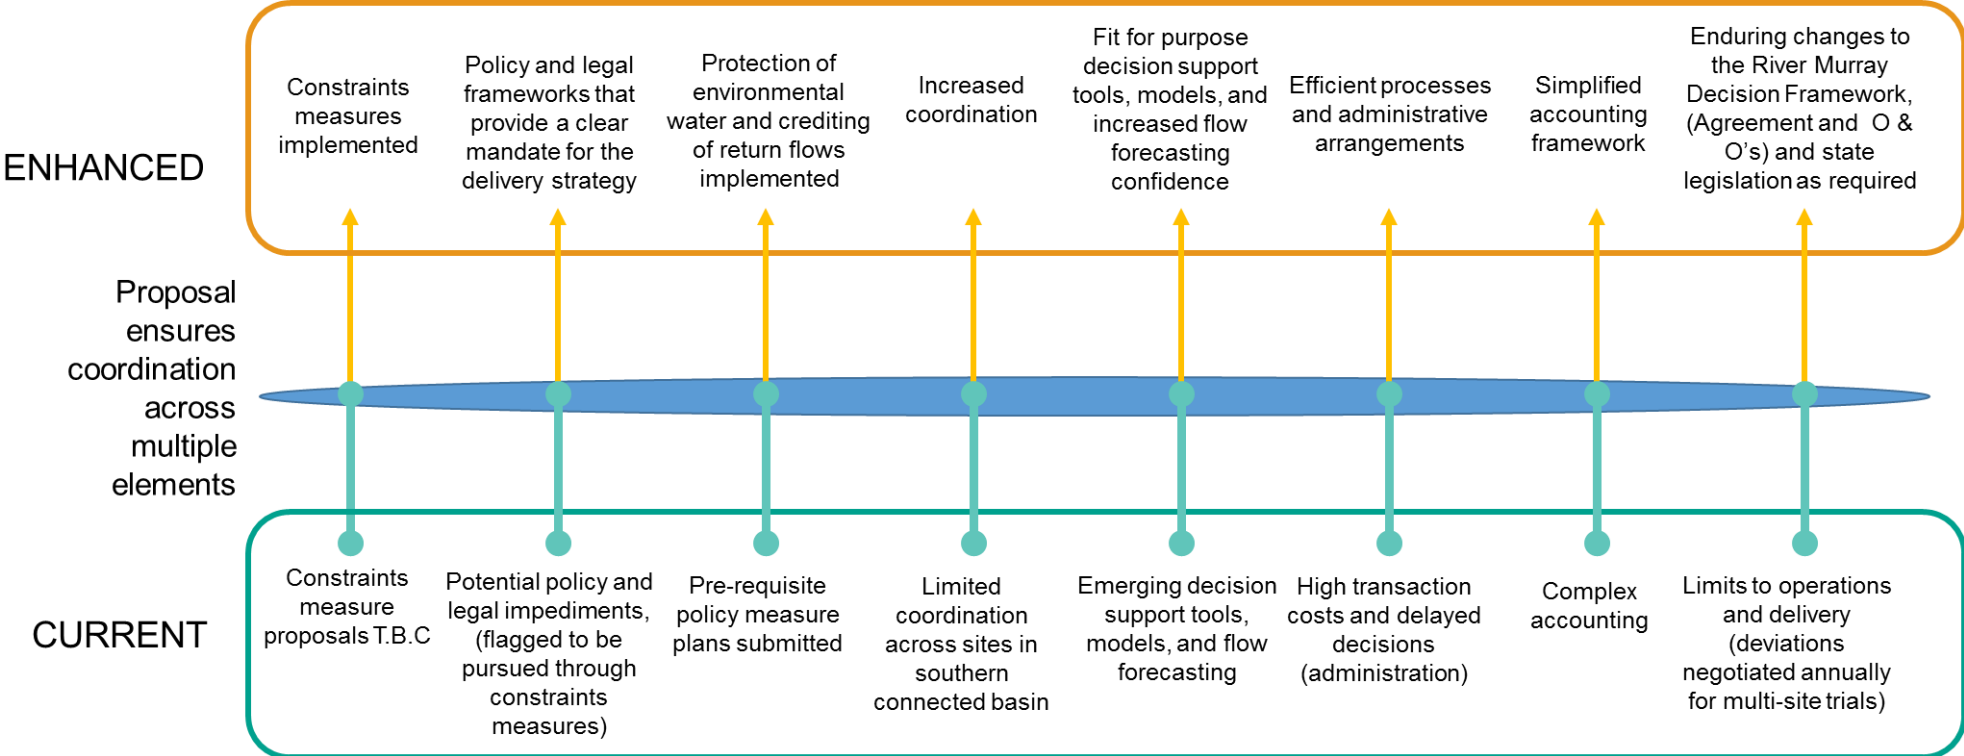 ENHANCED
Constraints
measures
implemented
Policy and legal
frameworks that
provide a clear
mandate for the
delivery strategy
Protection of
environmental
water and crediting
of return flows
implemented
Increased
coordination
Fit for purpose
decision support
tools, models, and
increased flow
forecasting
confidence
Efficient processes
and administrative
arrangements
Simplified
accounting
framework
Enduring changes to
the River Murray
Decision Framework,
(Agreement and O &
O's) and state
legislation as required
Proposal
ensures
coordination
across
multiple
elements
CURRENT
Constraints
measure
proposals T.B.C
Potential policy and
legal impediments,
(flagged to be
pursued through
constraints
measures)
Pre-requisite
policy measure
plans submitted
Limited
coordination
across sites in
southern
connected basin
Emerging decision
support tools,
models, and flow
forecasting
High transaction
costs and delayed
decisions
(administration)
Complex
accounting
Limits to operations
and delivery
(deviations
negotiated annually
for multi-site trials)